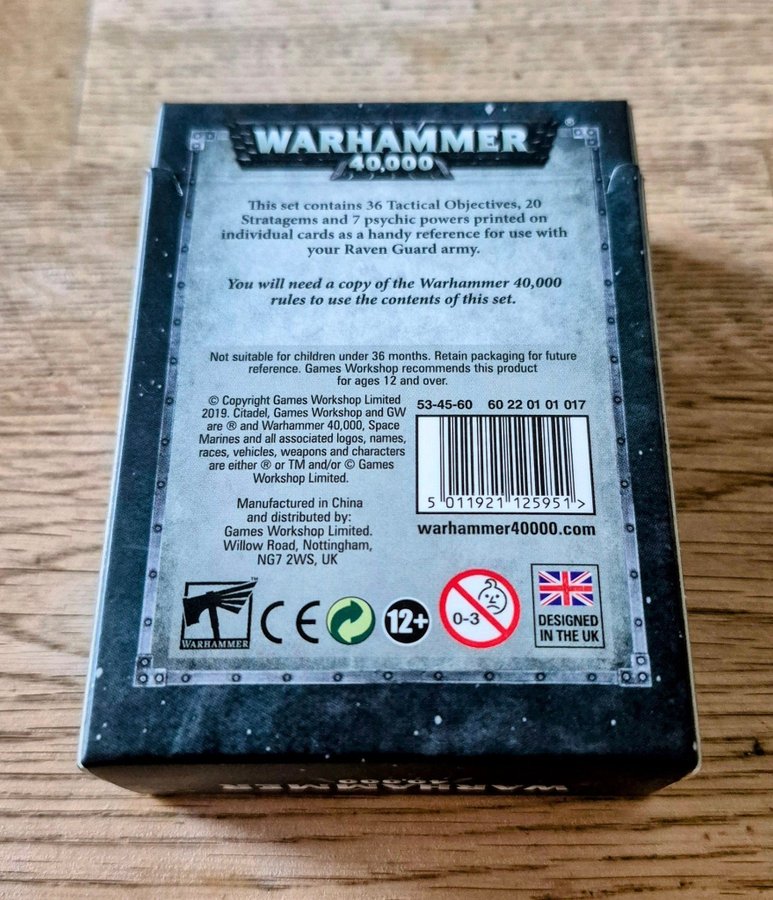 WARHAMMER®
40,000
This set contains 36 Tactical Objectives, 20
Stratagems and 7 psychic powers printed on
individual cards as a handy reference for use with
your Raven Guard army.
You will need a copy of the Warhammer 40,000
rules to use the contents of this set.
Not suitable for children under 36 months. Retain packaging for future
reference. Games Workshop recommends this product
for ages 12 and over.
© Copyright Games Workshop Limited
2019. Citadel, Games Workshop and GW
are ® and Warhammer 40,000, Space
Marines and all associated logos, names,
races, vehicles, weapons and characters
are either ® or TM and/or © Games
Workshop Limited.
Manufactured in China
and distributed by:
Games Workshop Limited.
Willow Road, Nottingham,
NG7 2WS, UK
53-45-60 60 22 01 01 017
5 011921 125951 >
warhammer40000.com
WARHAMMER™
CE
12+
0-3
DESIGNED
IN THE UK
WARHAMMER
40,000